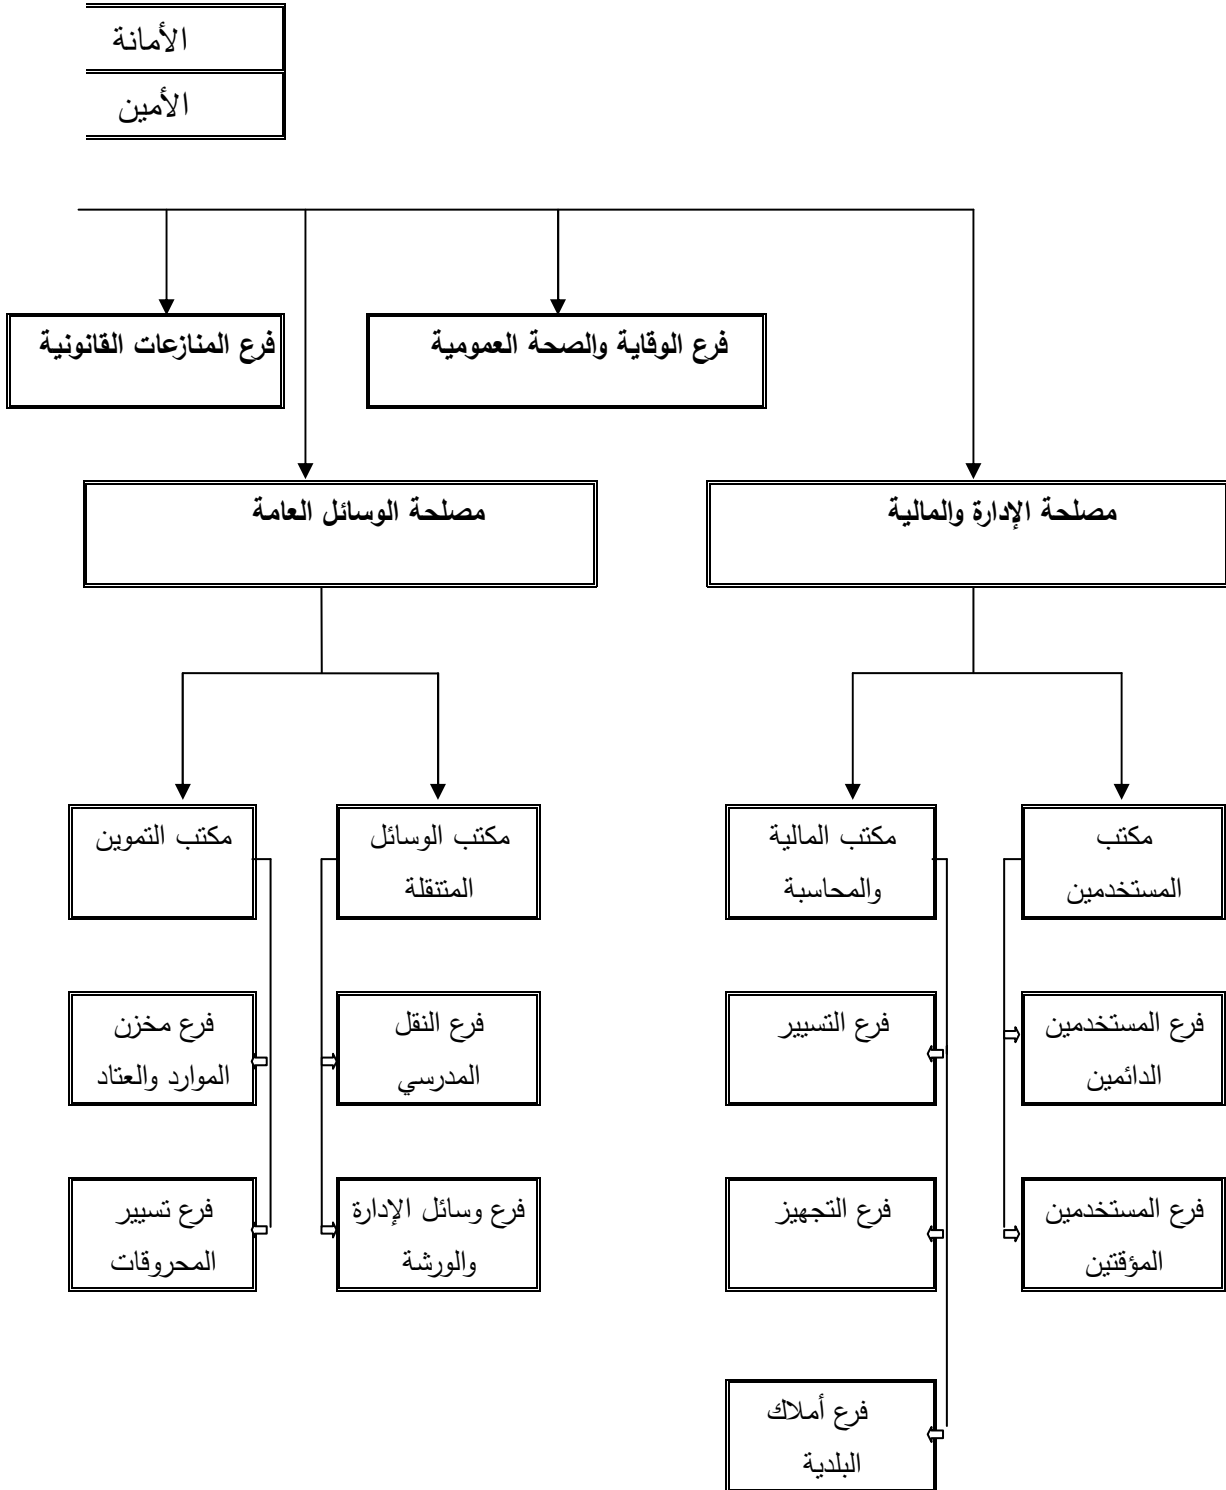 الأمانة
الأمين
فرع الوقاية والصحة العمومية
فرع المنازعات القانونية
مصلحة الإدارة والمالية
مصلحة الوسائل العامة
مكتب
المستخدمين
مكتب المالية
والمحاسبة
مكتب الوسائل
المتنقلة
مكتب التموين
فرع المستخدمين
الدائمين
فرع التسيير
فرع النقل
المدرسي
فرع مخزن
الموارد والعتاد
فرع المستخدمين
المؤقتين
فرع التجهيز
فرع وسائل الإدارة
والورشة
فرع تسيير
المحروقات
فرع أملاك
البلدية